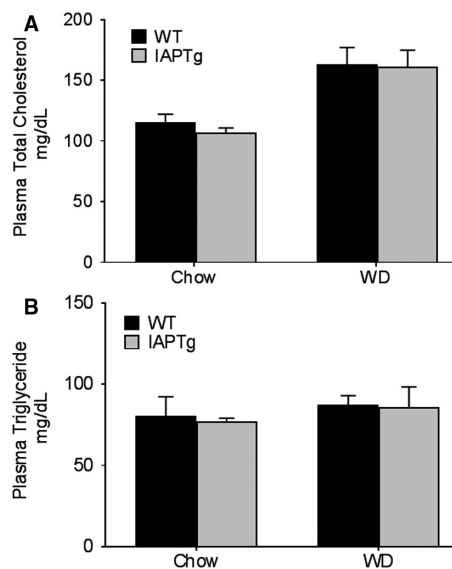 A
Plasma Total Cholesterol
mg/dL
200
150
100
50
0
WT
IAPTg
Chow
WD
B
Plasma Triglyceride
mg/dL
150
100
50
0
WT
IAPTg
Chow
WD